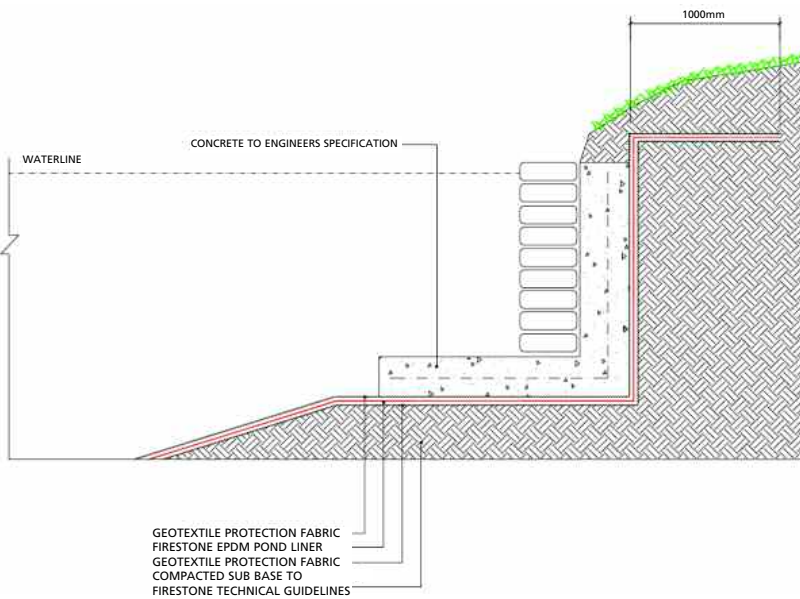 1000mm
CONCRETE TO ENGINEERS SPECIFICATION
WATERLINE
GEOTEXTILE PROTECTION FABRIC
FIRESTONE EPDM POND LINER
GEOTEXTILE PROTECTION FABRIC
COMPACTED SUB BASE TO
FIRESTONE TECHNICAL GUIDELINES